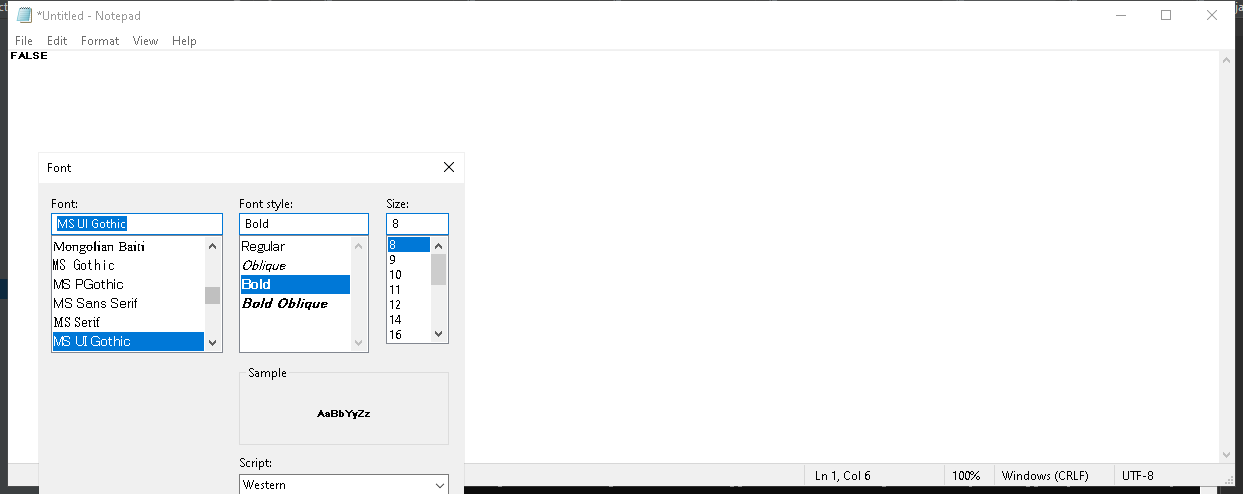 *Untitled - Notepad
File Edit Format View Help
FALSE
Font
Font: Font style: Size:
MS UI Gothic Bold 8
Mongolian Baiti Regular 8
MS Gothic Oblique 9
MS PGothic Bold 10
MS Sans Serif Bold Oblique 11
MS Serif 12
MS UI Gothic 14
16
Sample
AaBbYyZz
Script:
Western
Ln 1, Col 6 100% Windows (CRLF) UTF-8